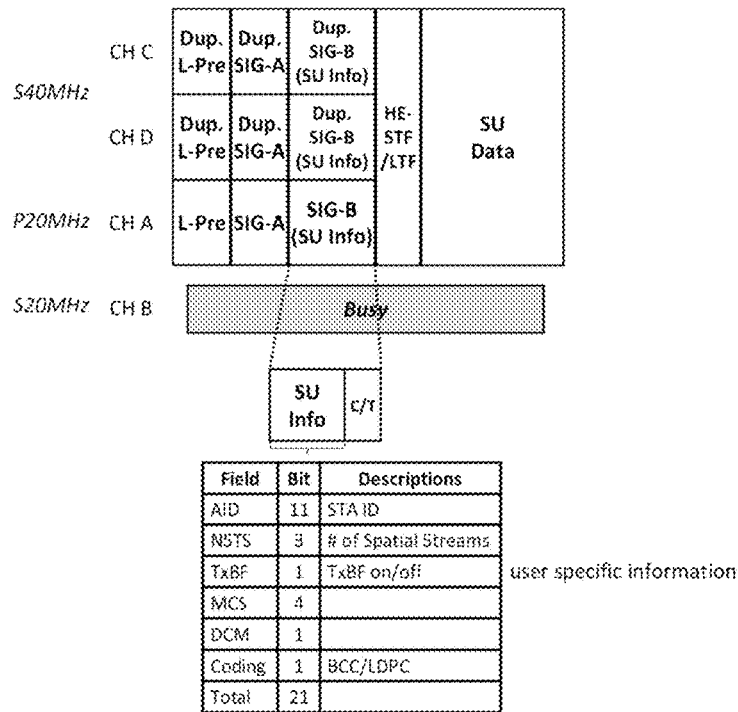 S40MHz
CH C
Dup.
L-Pre
Dup.
SIG-A
Dup.
SIG-B
(SU Info)
CH D
Dup.
L-Pre
Dup.
SIG-A
Dup.
SIG-B
(SU Info)
HE-
STF
/LTF
SU
Data
P20MHz CH A L-Pre SIG-A
SIG-B
(SU Info)
S20MHz CH B Busy
SU
Info
C/T
Field Bit Descriptions
AID 11 STA ID
NSTS 3 # of Spatial Streams
TxBF 1 TxBF on/off
MCS 4
DCM 1
Coding 1 BCC/LDPC
Total 21
user specific information